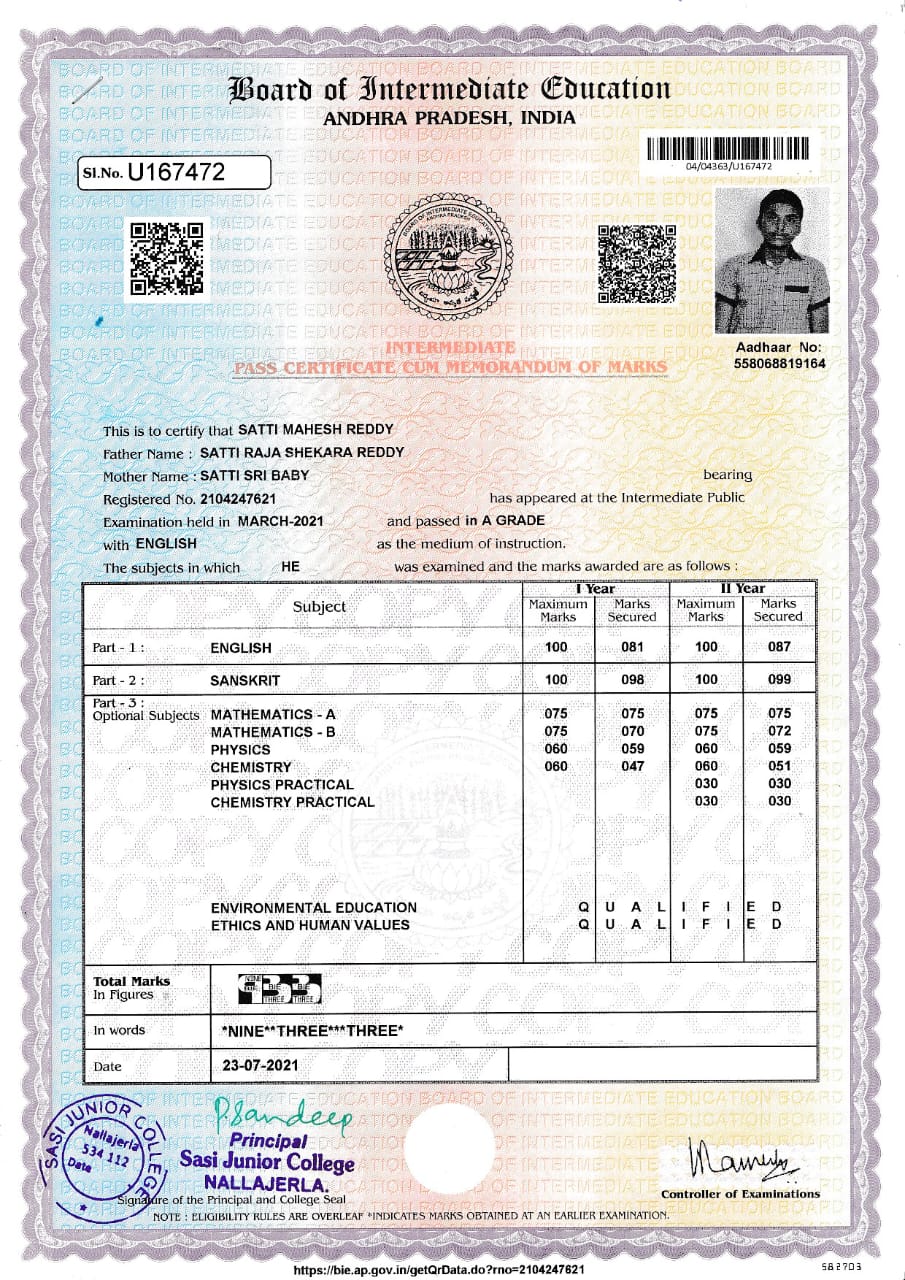 Board of Intermediate Education
ANDHRA PRADESH, INDIA
Sl.No. U167472
04/04363/U167472
BOARD OF INTERMEDIATE EDUCATION
ANDHRA PRADESH
Aadhaar No:
558068819164
INTERMEDIATE
PASS CERTIFICATE CUM MEMORANDUM OF MARKS
This is to certify that SATTI MAHESH REDDY
Father Name : SATTI RAJA SHEKARA REDDY
Mother Name : SATTI SRI BABY bearing
Registered No. 2104247621 has appeared at the Intermediate Public
Examination held in MARCH-2021 and passed in A GRADE
with ENGLISH as the medium of instruction.
The subjects in which HE was examined and the marks awarded are as follows :
Subject I Year II Year
Maximum Marks Marks Secured Maximum Marks Marks Secured
Part - 1 : ENGLISH 100 081 100 087
Part - 2 : SANSKRIT 100 098 100 099
Part - 3 :
Optional Subjects MATHEMATICS - A 075 075 075 075
MATHEMATICS - B 075 070 075 072
PHYSICS 060 059 060 059
CHEMISTRY 060 047 060 051
PHYSICS PRACTICAL 030 030
CHEMISTRY PRACTICAL 030 030
ENVIRONMENTAL EDUCATION Q U A L I F I E D
ETHICS AND HUMAN VALUES Q U A L I F I E D
Total Marks
In Figures 933
In words *NINE**THREE***THREE*
Date 23-07-2021
SASI JUNIOR COLLEGE
Nallajerla
534 112
Date
P.Sandeep
Principal
Sasi Junior College
NALLAJERLA.
Signature of the Principal and College Seal
Controller of Examinations
NOTE : ELIGIBILITY RULES ARE OVERLEAF *INDICATES MARKS OBTAINED AT AN EARLIER EXAMINATION.
https://bie.ap.gov.in/getQrData.do?rno=2104247621
582703